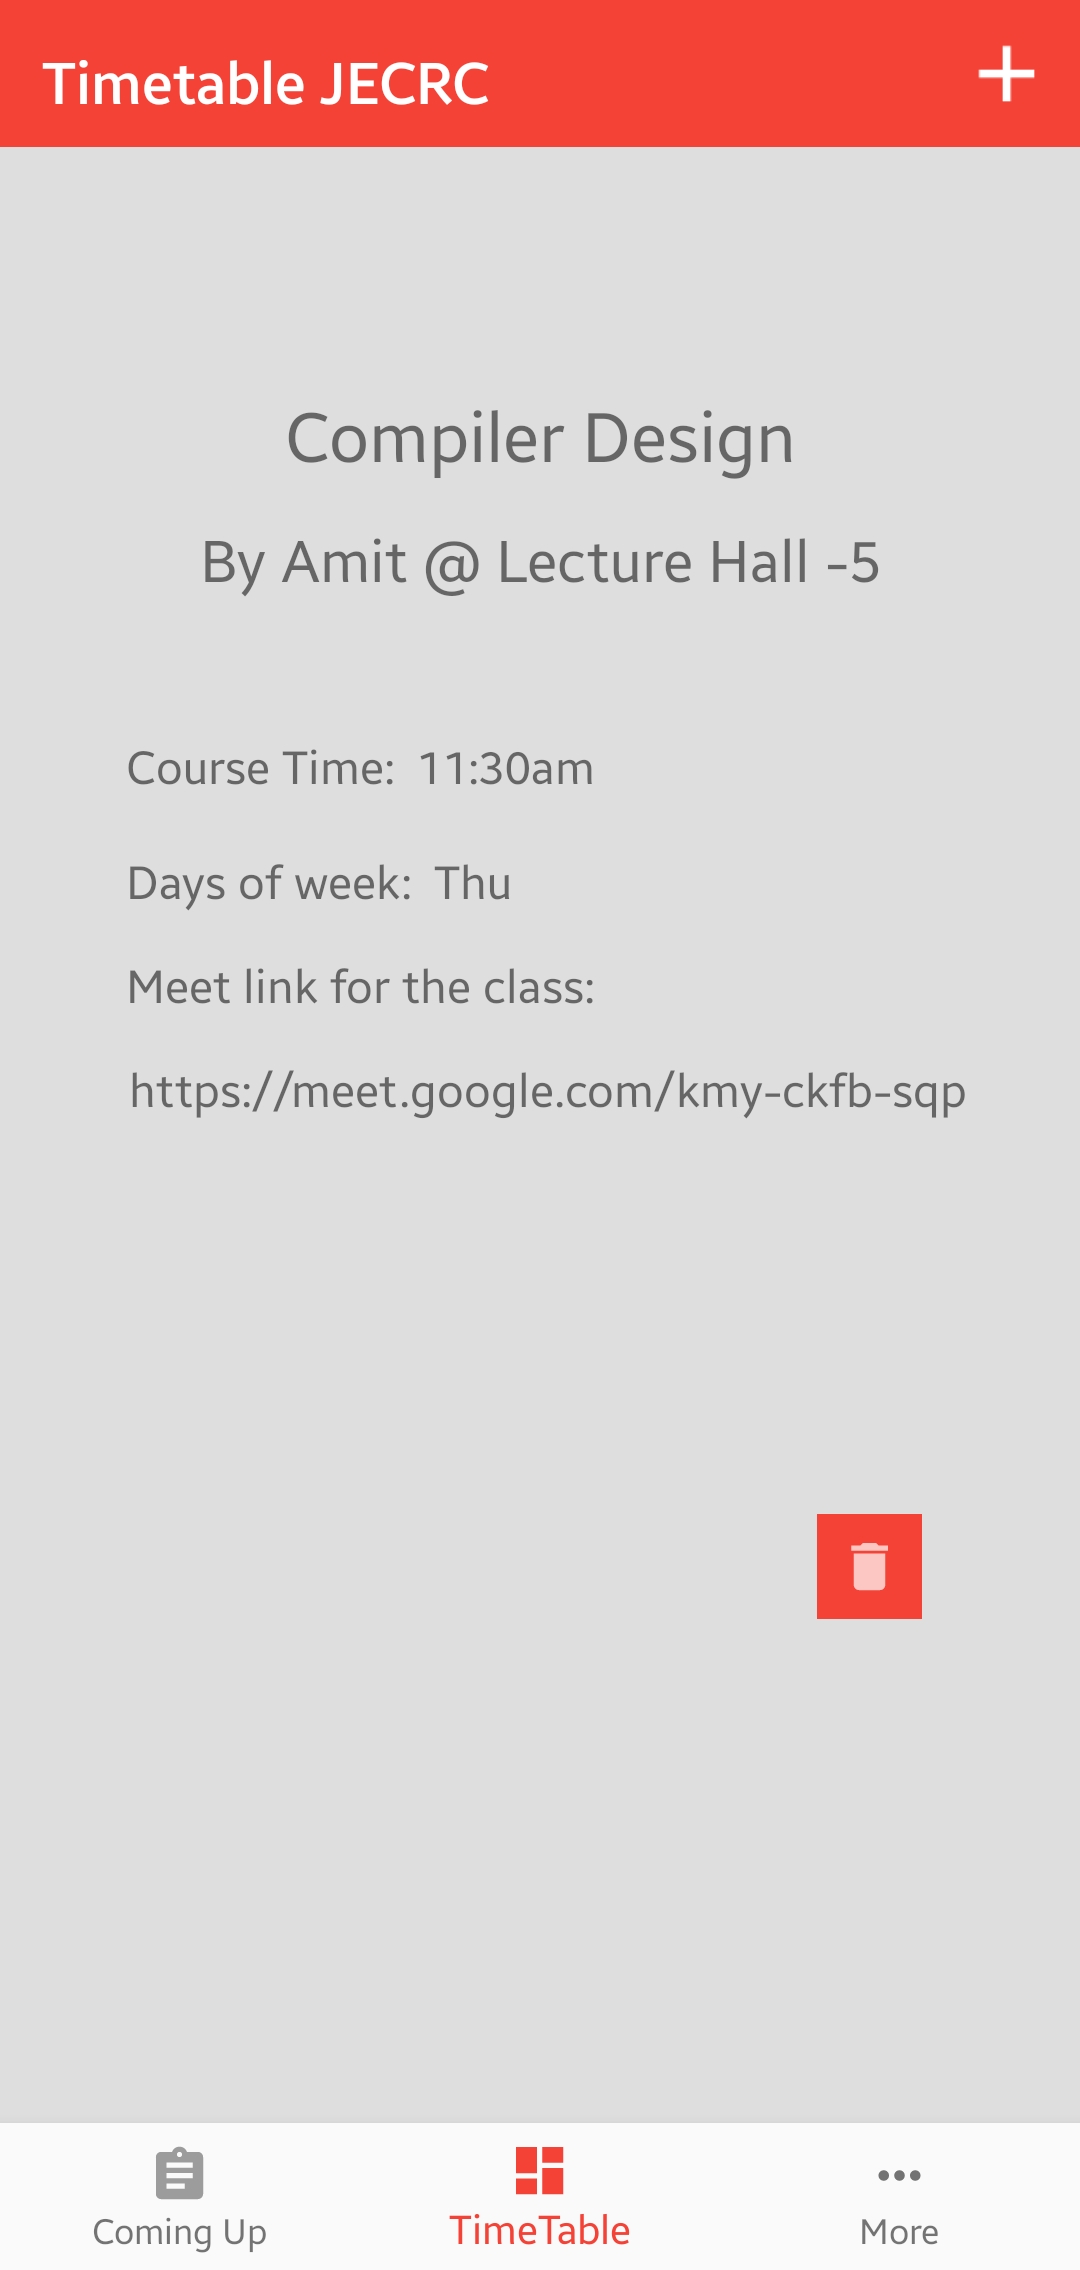 Timetable JECRC
Compiler Design
By Amit @ Lecture Hall -5
Course Time:  11:30am
Days of week:  Thu
Meet link for the class:
https://meet.google.com/kmy-ckfb-sqp
Coming Up
TimeTable
More